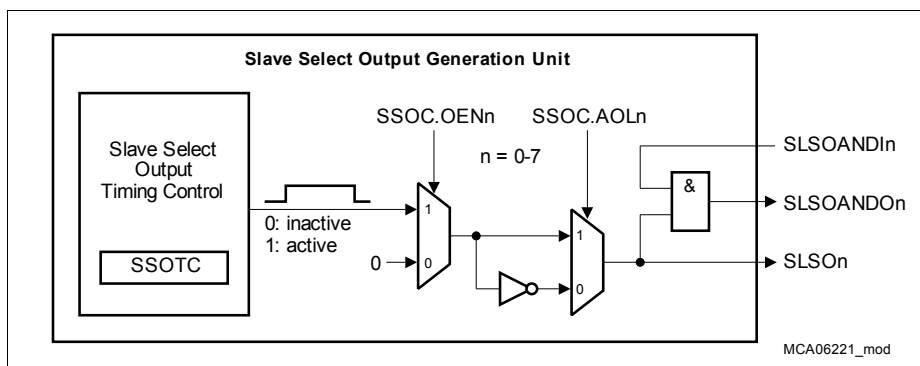 Slave Select Output Generation Unit
SSOC.OENn
SSOC.AOLn
n = 0-7
Slave Select
Output
Timing Control
SSOTC
0: inactive
1: active
0
1
0
1
0
&
SLSOANDIn
SLSOANDOn
SLSOn
MCA06221_mod